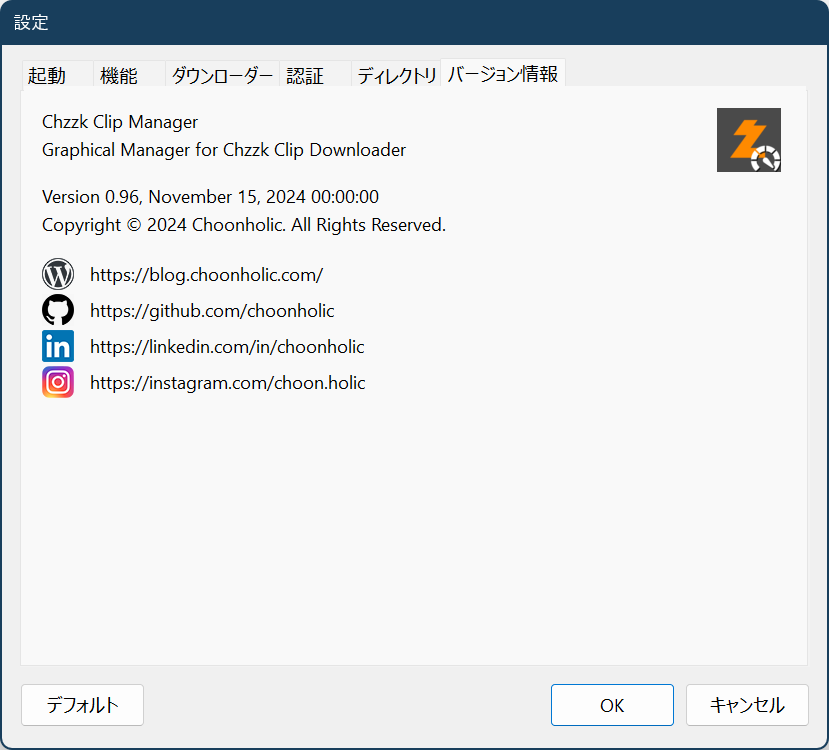 設定
起動 機能 ダウンローダー 認証 ディレクトリ バージョン情報
Chzzk Clip Manager
Graphical Manager for Chzzk Clip Downloader
Version 0.96, November 15, 2024 00:00:00
Copyright © 2024 Choonholic. All Rights Reserved.
https://blog.choonholic.com/
https://github.com/choonholic
https://linkedin.com/in/choonholic
https://instagram.com/choon.holic
デフォルト OK キャンセル